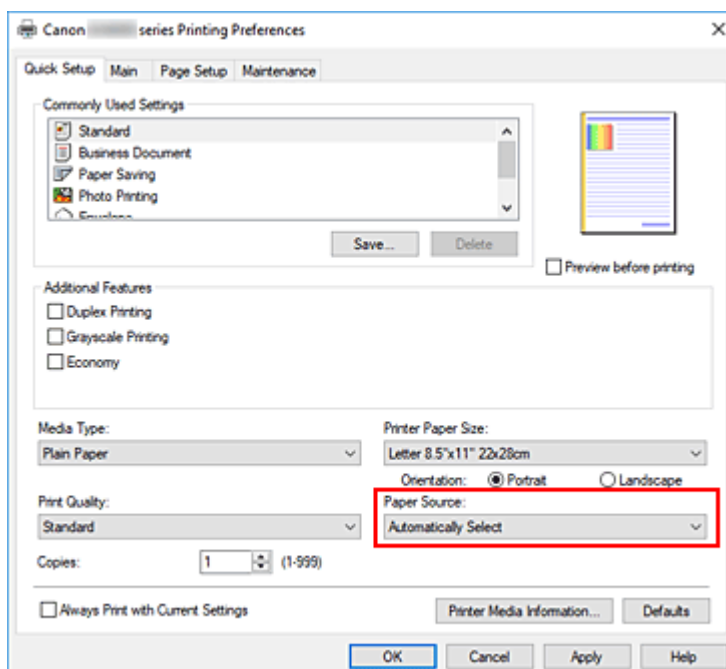 Canon series Printing Preferences
Quick Setup Main Page Setup Maintenance
Commonly Used Settings
Standard
Business Document
Paper Saving
Photo Printing
Save... Delete
Preview before printing
Additional Features
Duplex Printing
Grayscale Printing
Economy
Media Type: Printer Paper Size:
Plain Paper Letter 8.5"x11" 22x28cm
Orientation: Portrait Landscape
Print Quality: Paper Source:
Standard Automatically Select
Copies: 1 (1-999)
Always Print with Current Settings Printer Media Information... Defaults
OK Cancel Apply Help